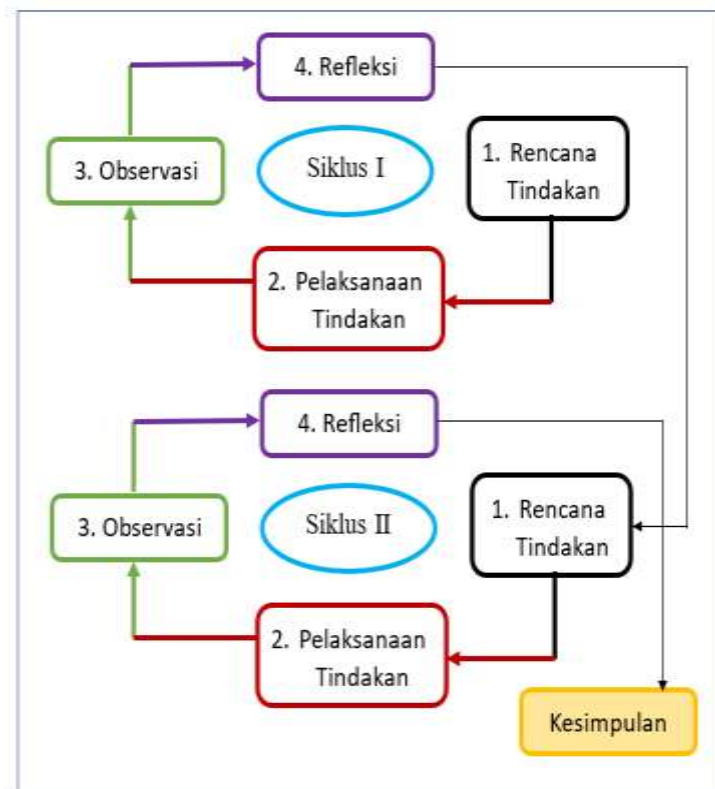 4. Refleksi
3. Observasi
Siklus I
1. Rencana
Tindakan
2. Pelaksanaan
Tindakan
4. Refleksi
3. Observasi
Siklus II
1. Rencana
Tindakan
2. Pelaksanaan
Tindakan
Kesimpulan